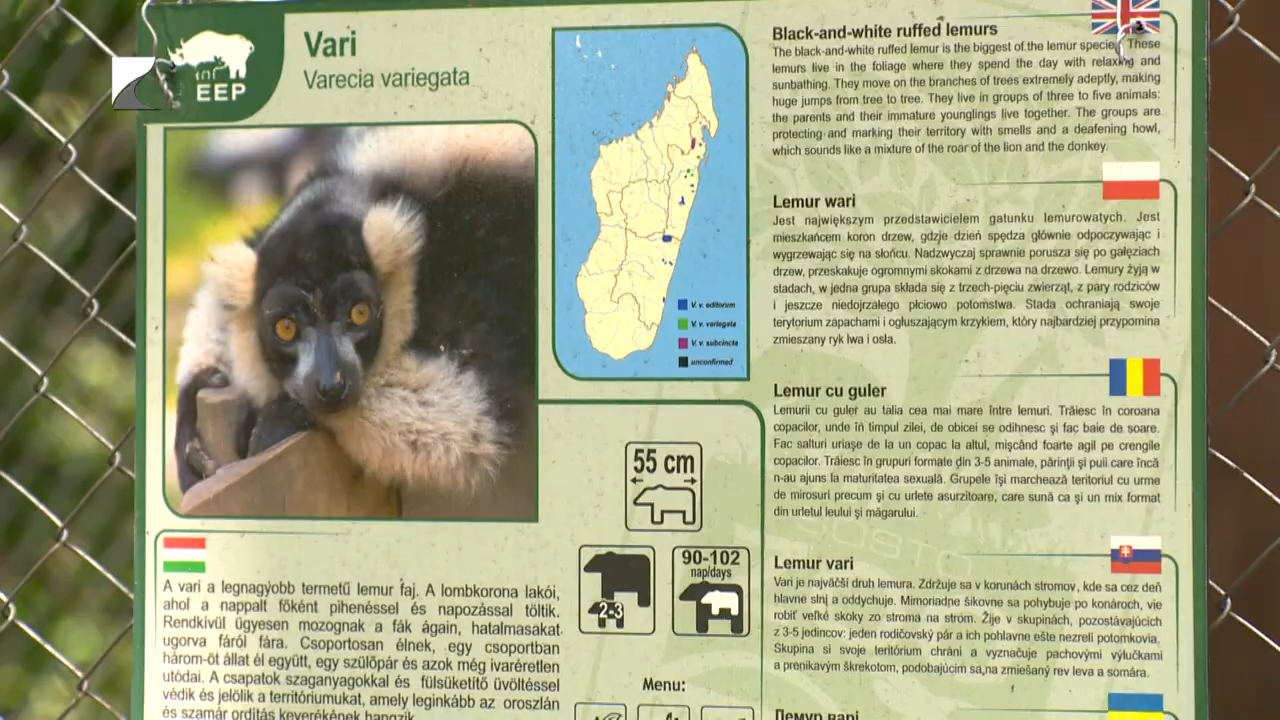 EEP
Vari
Varecia variegata
V. v. editorum
V. v. variegata
V. v. subcincta
unconfirmed
55 cm
2-3
90-102
nap/days
Menu:
A vari a legnagyobb termetű lemur faj. A lombkorona lakói,
ahol a nappalt főként pihenéssel és napozással töltik.
Rendkívül ügyesen mozognak a fák ágain, hatalmasakat
ugorva fáról fára. Csoportosan élnek, egy csoportban
három-öt állat él együtt, egy szülőpár és azok még ivaréretlen
utódai. A csapatok szaganyagokkal és fülsüketítő üvöltéssel
védik és jelölik a territóriumukat, amely leginkább az oroszlán
és szamár ordítás keverékének hangzik.
Black-and-white ruffed lemurs
The black-and-white ruffed lemur is the biggest of the lemur specie. These
lemurs live in the foliage where they spend the day with relaxing and
sunbathing. They move on the branches of trees extremely adeptly, making
huge jumps from tree to tree. They live in groups of three to five animals:
the parents and their immature younglings live together. The groups are
protecting and marking their territory with smells and a deafening howl,
which sounds like a mixture of the roar of the lion and the donkey.
Lemur wari
Jest największym przedstawicielem gatunku lemurowatych. Jest
mieszkańcem koron drzew, gdzie dzień spędza głównie odpoczywając i
wygrzewając się na słońcu. Nadzwyczaj sprawnie porusza się po gałęziach
drzew, przeskakuje ogromnymi skokami z drzewa na drzewo. Lemury żyją w
stadach, w jedna grupa składa się z trzech-pięciu zwierząt, z pary rodziców
i jeszcze niedojrzałego płciowo potomstwa. Stada ochraniają swoje
terytorium zapachami i ogłuszającym krzykiem, który najbardziej przypomina
zmieszany ryk lwa i osła.
Lemur cu guler
Lemurii cu guler au talia cea mai mare între lemuri. Trăiesc în coroana
copacilor, unde în timpul zilei, de obicei se odihnesc şi fac baie de soare.
Fac salturi uriaşe de la un copac la altul, mişcând foarte agil pe crengile
copacilor. Trăiesc în grupuri formate din 3-5 animale, părinţii şi puii care încă
n-au ajuns la maturitatea sexuală. Grupele îşi marchează teritoriul cu urme
de mirosuri precum şi cu urlete asurzitoare, care sună ca şi un mix format
din urletul leului şi măgarului.
Lemur vari
Vari je najväčší druh lemura. Zdržuje sa v korunách stromov, kde sa cez deň
hlavne slní a oddychuje. Mimoriadne šikovne sa pohybuje po konároch, vie
robiť veľké skoky zo stroma na strom. Žije v skupinách, pozostávajúcich
z 3-5 jedincov: jeden rodičovský pár a ich pohlavne ešte nezreli potomkovia.
Skupina si svoje teritórium chráni a vyznačuje pachovými výlučkami
a prenikavým škrekotom, podobajúcim sa na zmiešaný rev leva a somára.
Лемур варі